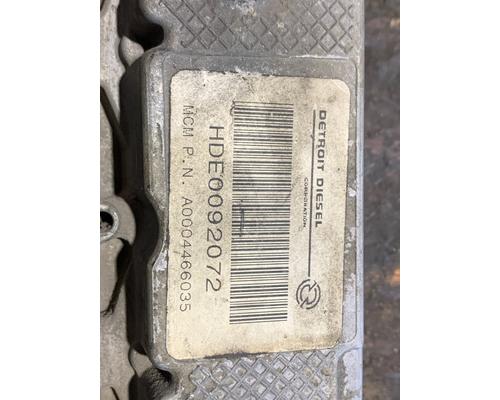 DETROIT DIESEL
CORPORATION
HDE0092072
MCM P.N. A0004466035